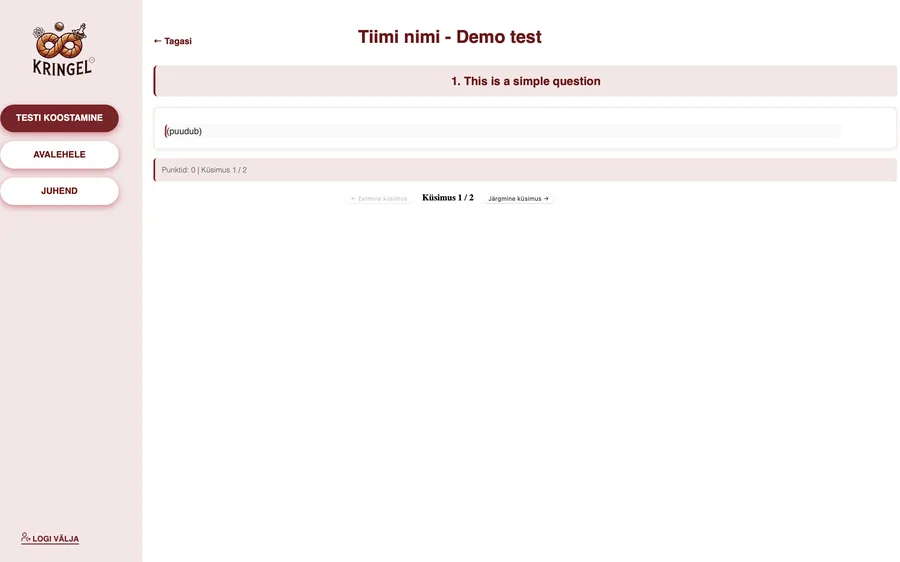 KRINGEL
TESTI KOOSTAMINE
AVALEHELE
JUHEND
LOGI VÄLJA
← Tagasi
Tiimi nimi - Demo test
1. This is a simple question
(puudub)
Punktid: 0 | Küsimus 1 / 2
← Eelmine küsimus
Küsimus 1 / 2
Järgmine küsimus →